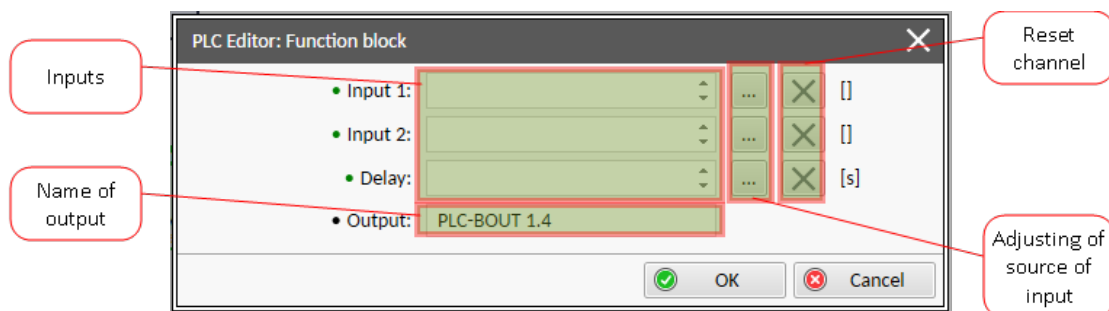 PLC Editor: Function block
Inputs
Reset
channel
• Input 1:
...
[]
• Input 2:
...
[]
• Delay:
...
[s]
Name of
output
• Output:
PLC-BOUT 1.4
Adjusting of
source of
input
OK
Cancel